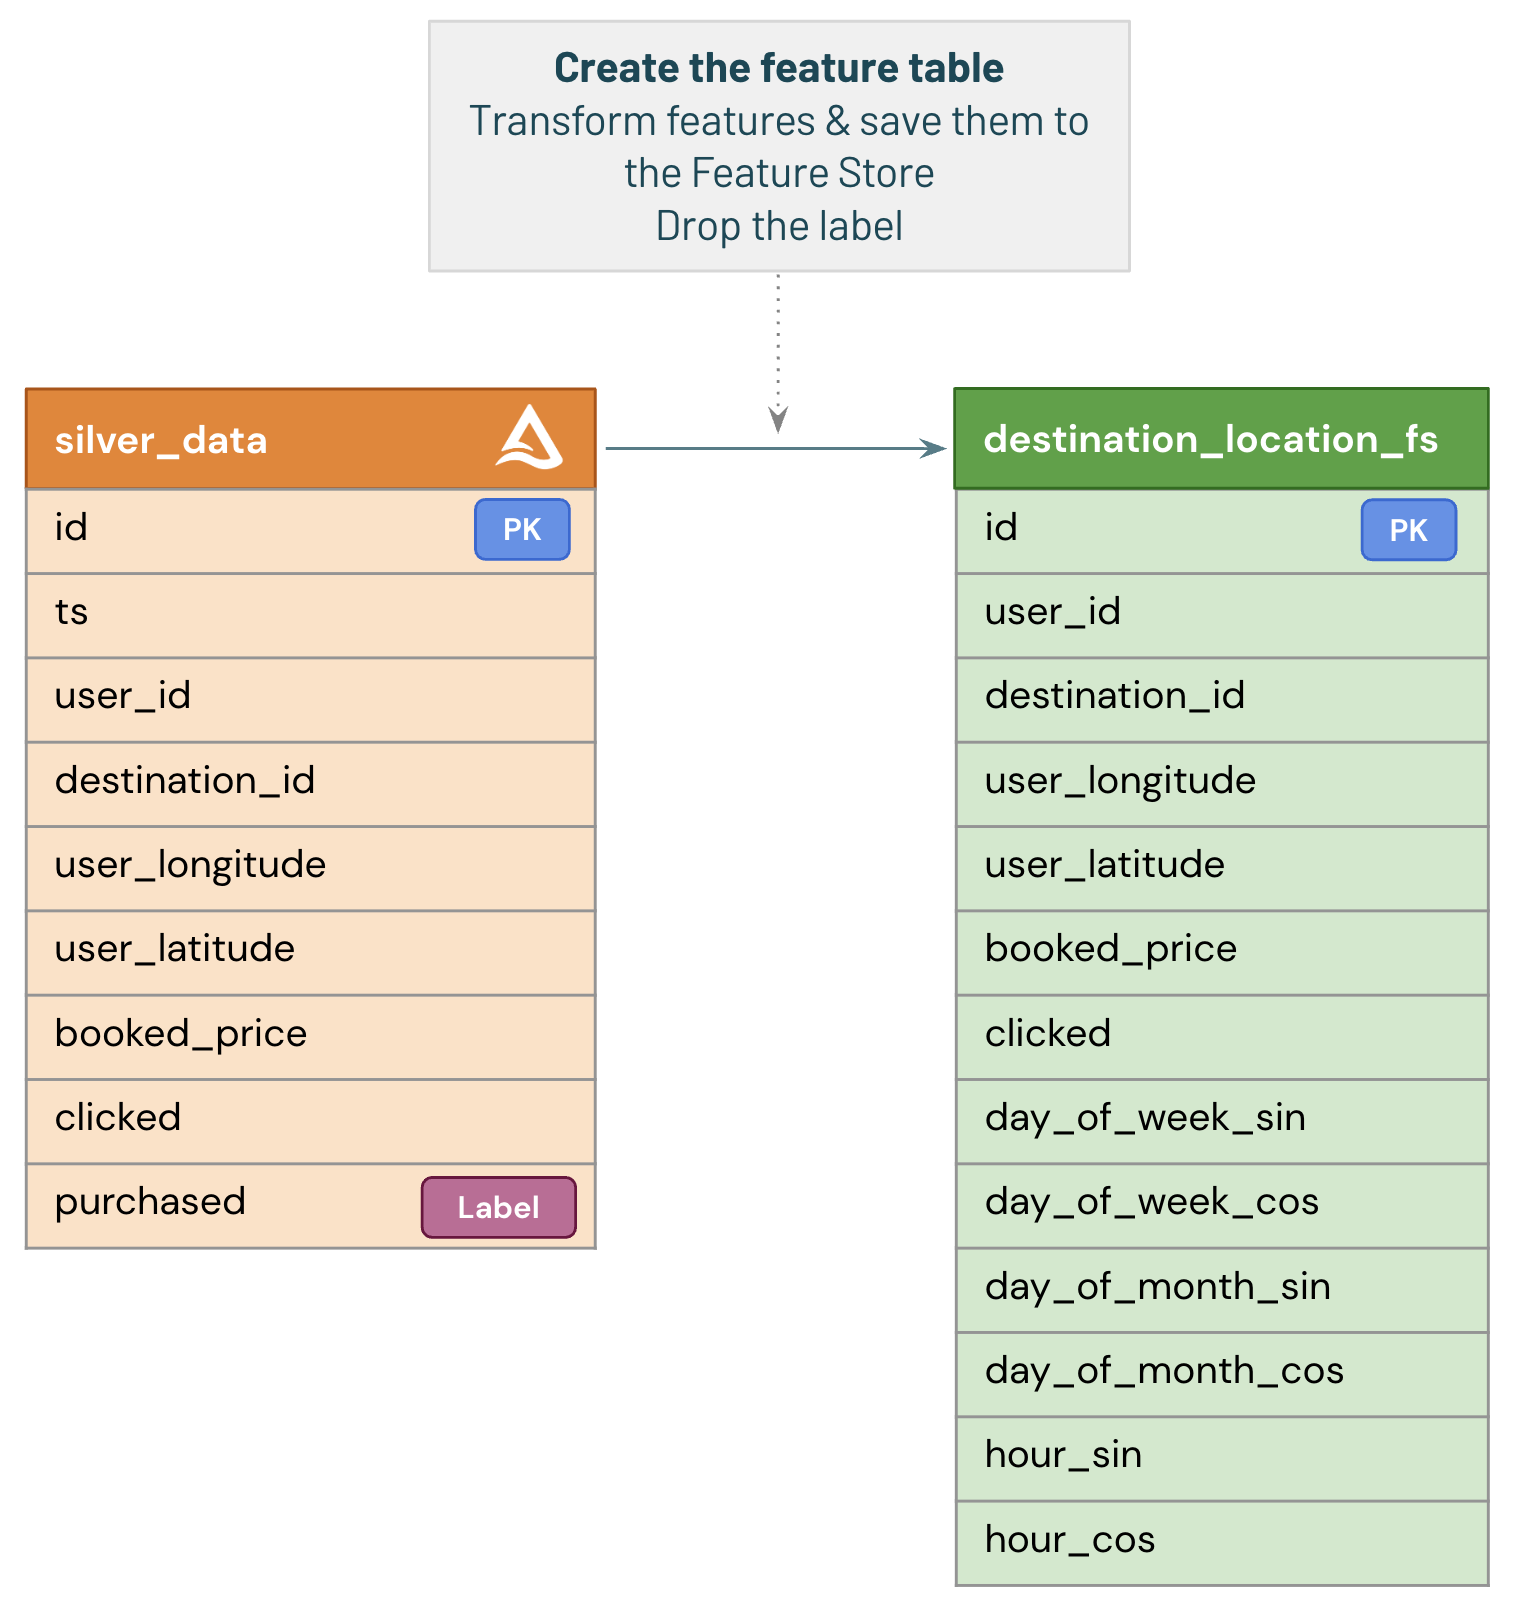 Create the feature table
Transform features & save them to
the Feature Store
Drop the label
silver_data
id PK
ts
user_id
destination_id
user_longitude
user_latitude
booked_price
clicked
purchased Label
destination_location_fs
id PK
user_id
destination_id
user_longitude
user_latitude
booked_price
clicked
day_of_week_sin
day_of_week_cos
day_of_month_sin
day_of_month_cos
hour_sin
hour_cos